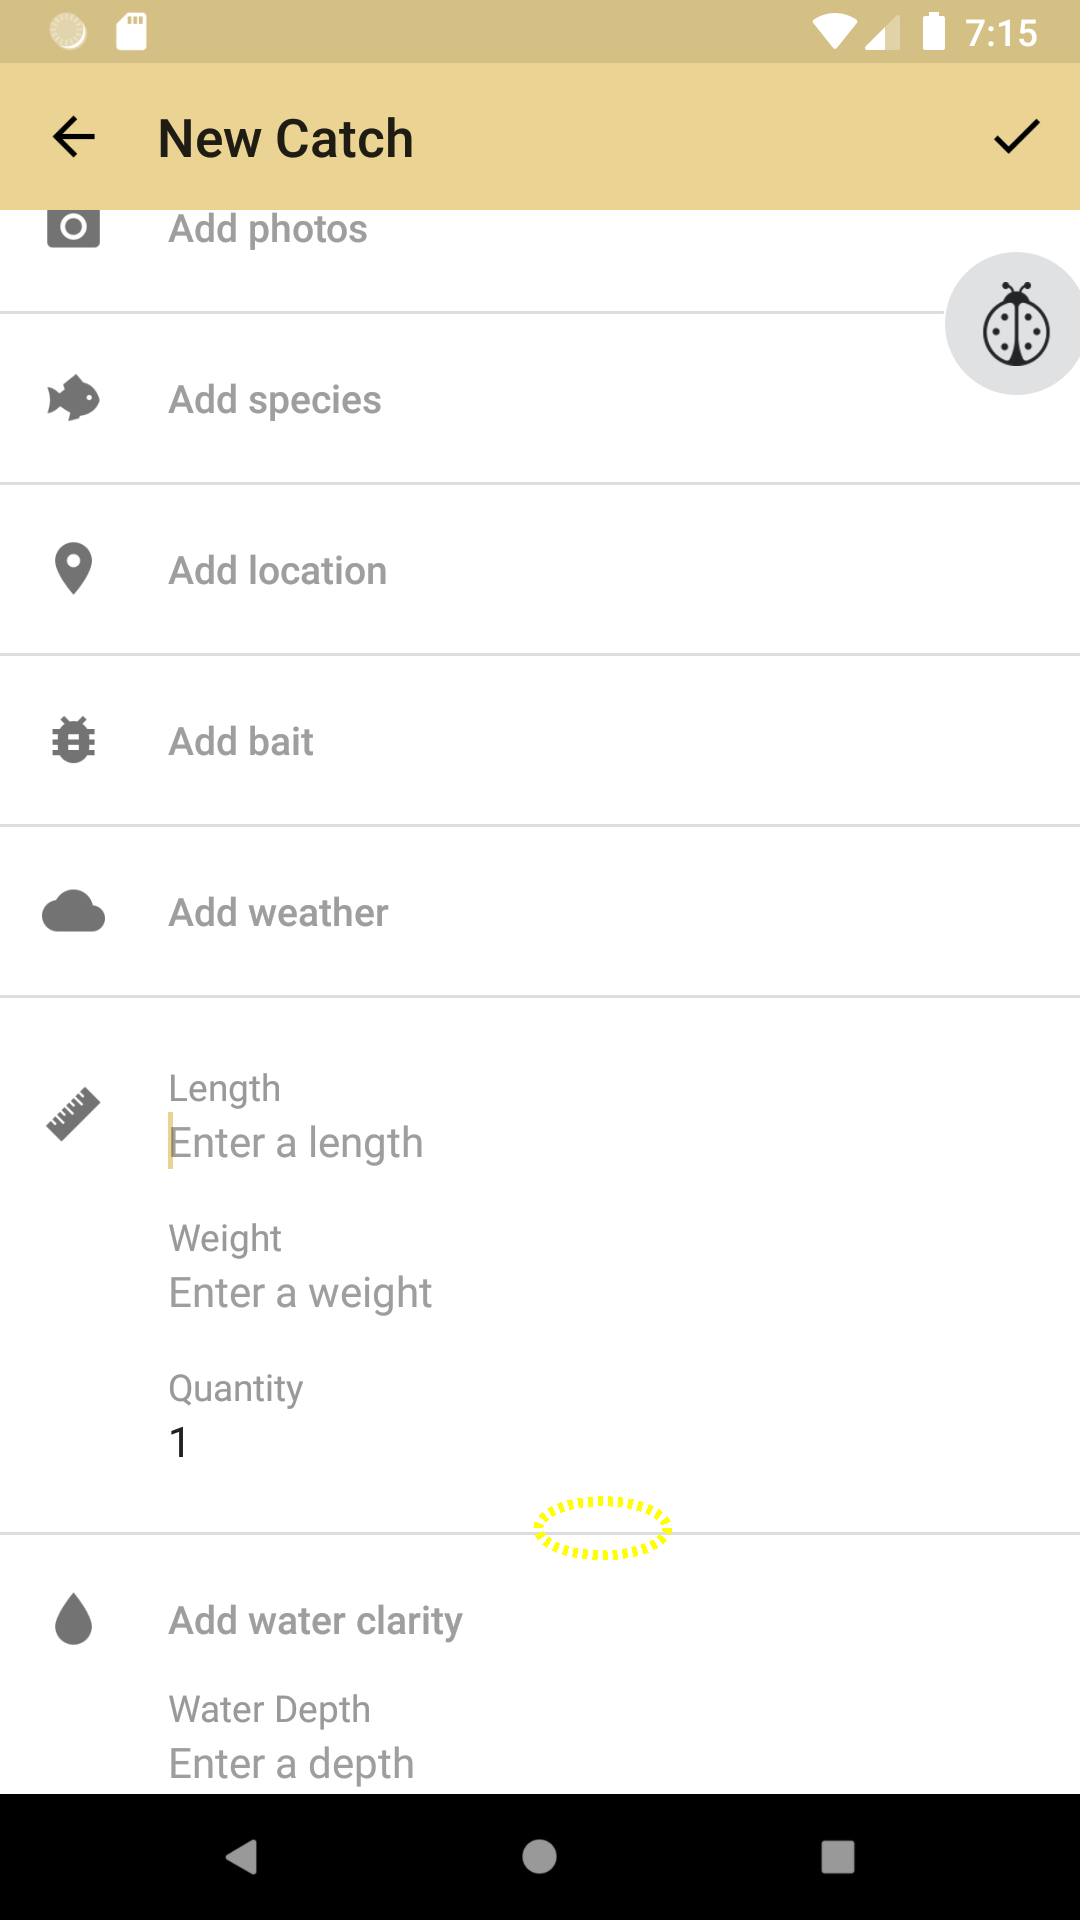 7:15
New Catch
Add photos
Add species
Add location
Add bait
Add weather
Length
Enter a length
Weight
Enter a weight
Quantity
1
Add water clarity
Water Depth
Enter a depth